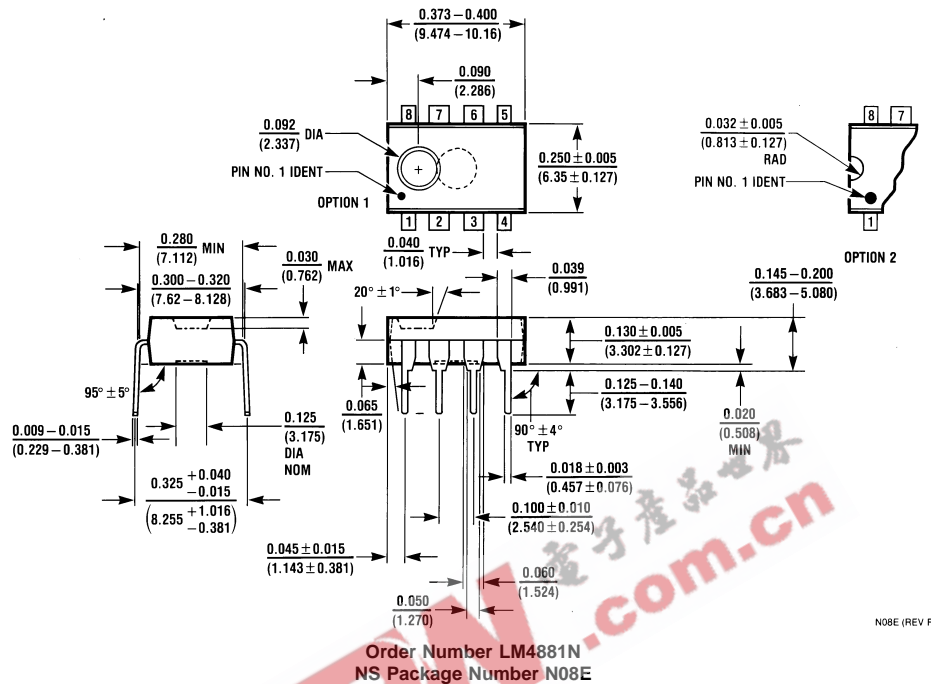 0.373 – 0.400
(9.474 – 10.16)
0.090
(2.286)
8 7 6 5
0.092 DIA
(2.337)
PIN NO. 1 IDENT
OPTION 1
0.250 ± 0.005
(6.35 ± 0.127)
1 2 3 4
8 7
0.032 ± 0.005
(0.813 ± 0.127)
RAD
PIN NO. 1 IDENT
1
OPTION 2
0.280 MIN
(7.112)
0.030 MAX
(0.762)
0.300 – 0.320
(7.62 – 8.128)
0.040 TYP
(1.016)
0.039
(0.991)
0.145 – 0.200
(3.683 – 5.080)
20° ± 1°
0.130 ± 0.005
(3.302 ± 0.127)
95° ± 5°
0.065
(1.651)
0.125 – 0.140
(3.175 – 3.556)
0.009 – 0.015
(0.229 – 0.381)
0.125
(3.175)
DIA
NOM
90° ± 4°
TYP
0.020
(0.508)
MIN
0.018 ± 0.003
(0.457 ± 0.076)
0.325 +0.040
–0.015
(8.255 +1.016
–0.381)
0.100 ± 0.010
(2.540 ± 0.254)
0.045 ± 0.015
(1.143 ± 0.381)
0.060
(1.524)
0.050
(1.270)
電子產品世界
.com.cn
N08E (REV F
Order Number LM4881N
NS Package Number N08E